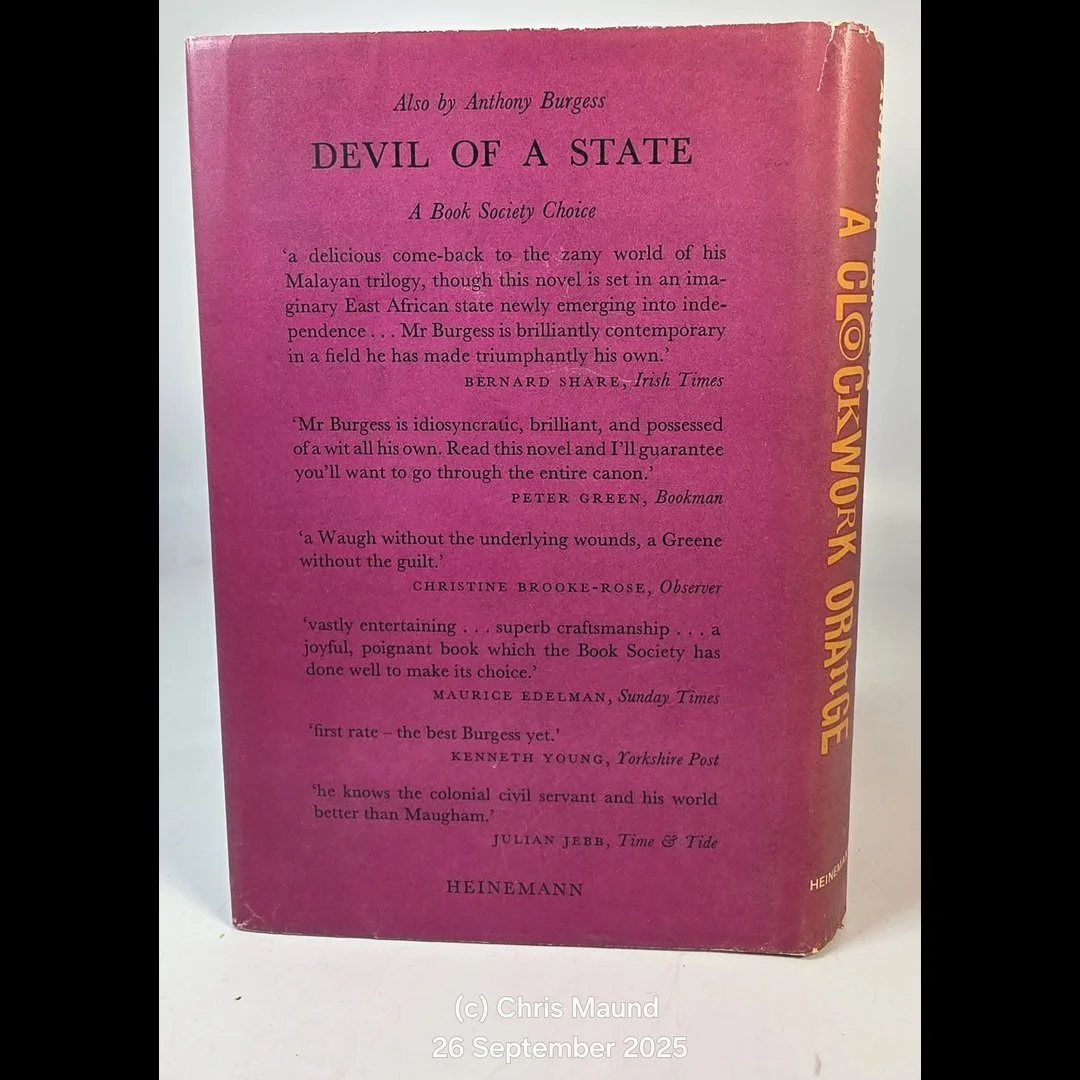 Also by Anthony Burgess
DEVIL OF A STATE
A Book Society Choice
‘a delicious come-back to the zany world of his
Malayan trilogy, though this novel is set in an ima-
ginary East African state newly emerging into inde-
pendence . . . Mr Burgess is brilliantly contemporary
in a field he has made triumphantly his own.’
BERNARD SHARE, Irish Times
‘Mr Burgess is idiosyncratic, brilliant, and possessed
of a wit all his own. Read this novel and I’ll guarantee
you’ll want to go through the entire canon.’
PETER GREEN, Bookman
‘a Waugh without the underlying wounds, a Greene
without the guilt.’
CHRISTINE BROOKE-ROSE, Observer
‘vastly entertaining . . . superb craftsmanship . . . a
joyful, poignant book which the Book Society has
done well to make its choice.’
MAURICE EDELMAN, Sunday Times
‘first rate – the best Burgess yet.’
KENNETH YOUNG, Yorkshire Post
‘he knows the colonial civil servant and his world
better than Maugham.’
JULIAN JEBB, Time & Tide
HEINEMANN
A CLOCKWORK ORANGE
(c) Chris Maund
26 September 2025